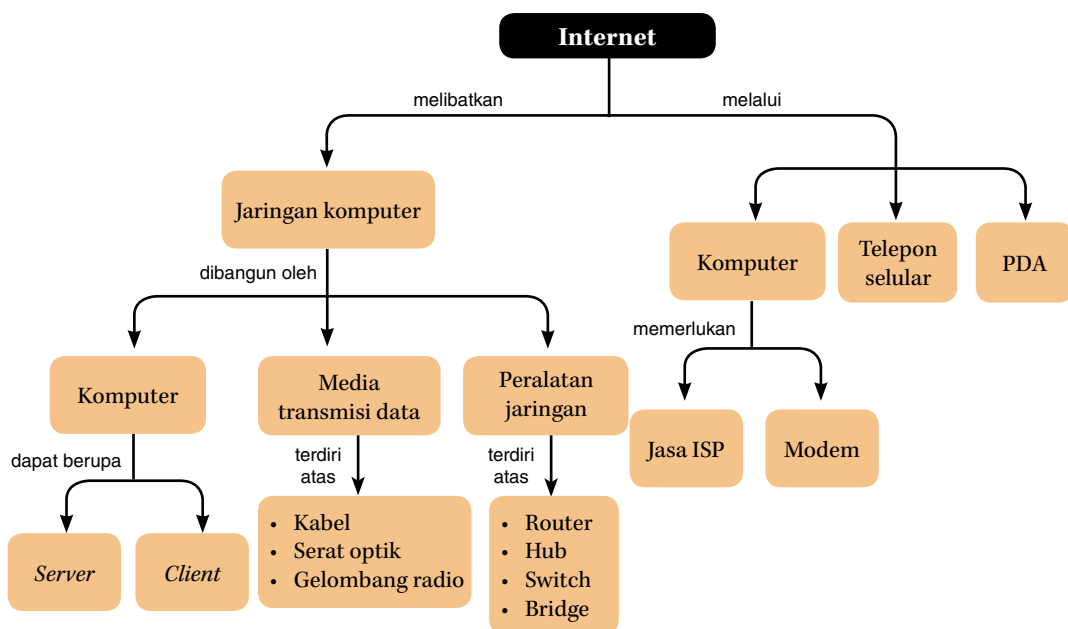 Internet
melibatkan
melalui
Jaringan komputer
dibangun oleh
Komputer
Telepon
selular
PDA
memerlukan
Komputer
Media
transmisi data
Peralatan
jaringan
Jasa ISP
Modem
dapat berupa
terdiri
atas
terdiri
atas
Server
Client
• Kabel
• Serat optik
• Gelombang radio
• Router
• Hub
• Switch
• Bridge